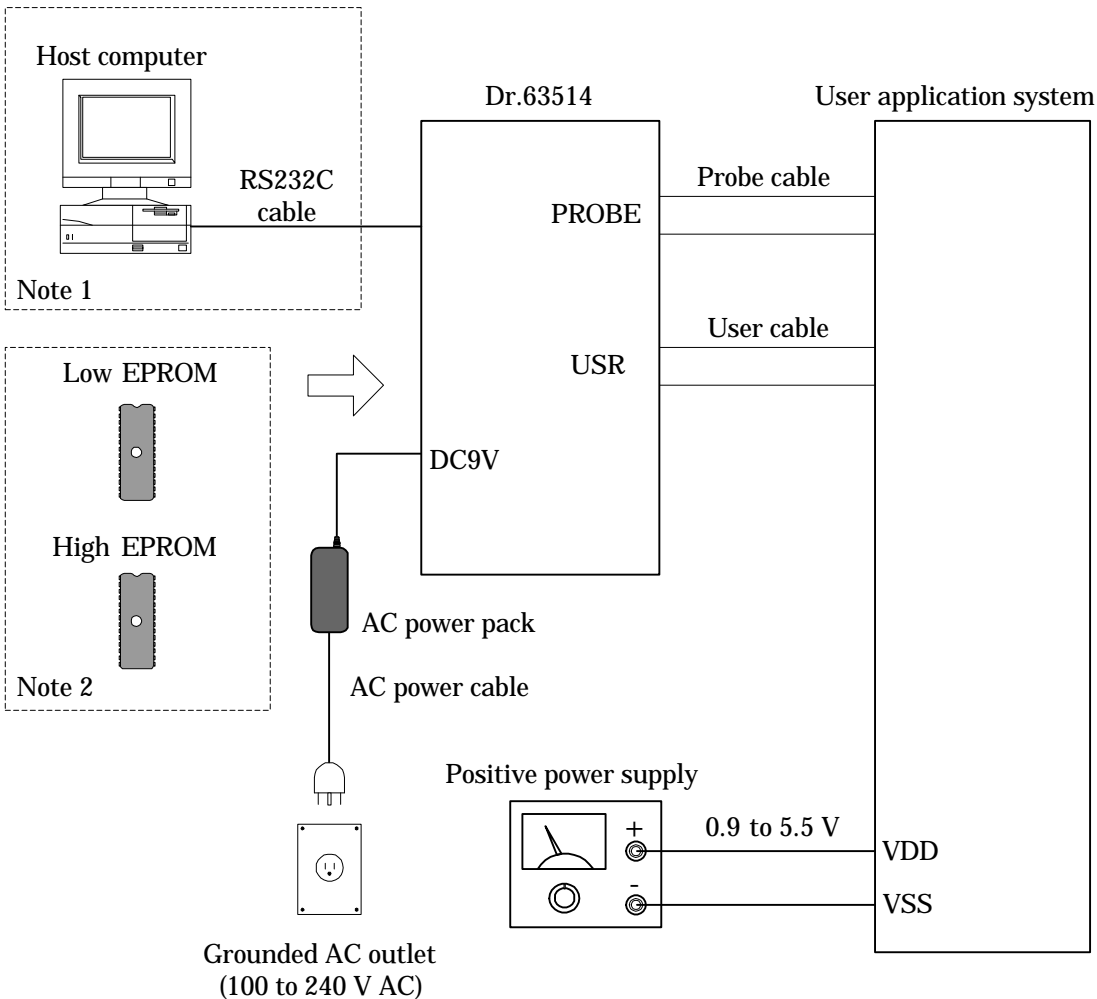 Host computer
RS232C
cable
Note 1
Dr.63514
User application system
PROBE
Probe cable
USR
User cable
DC9V
Low EPROM
High EPROM
Note 2
AC power pack
AC power cable
Grounded AC outlet
(100 to 240 V AC)
Positive power supply
+
-
0.9 to 5.5 V
VDD
VSS